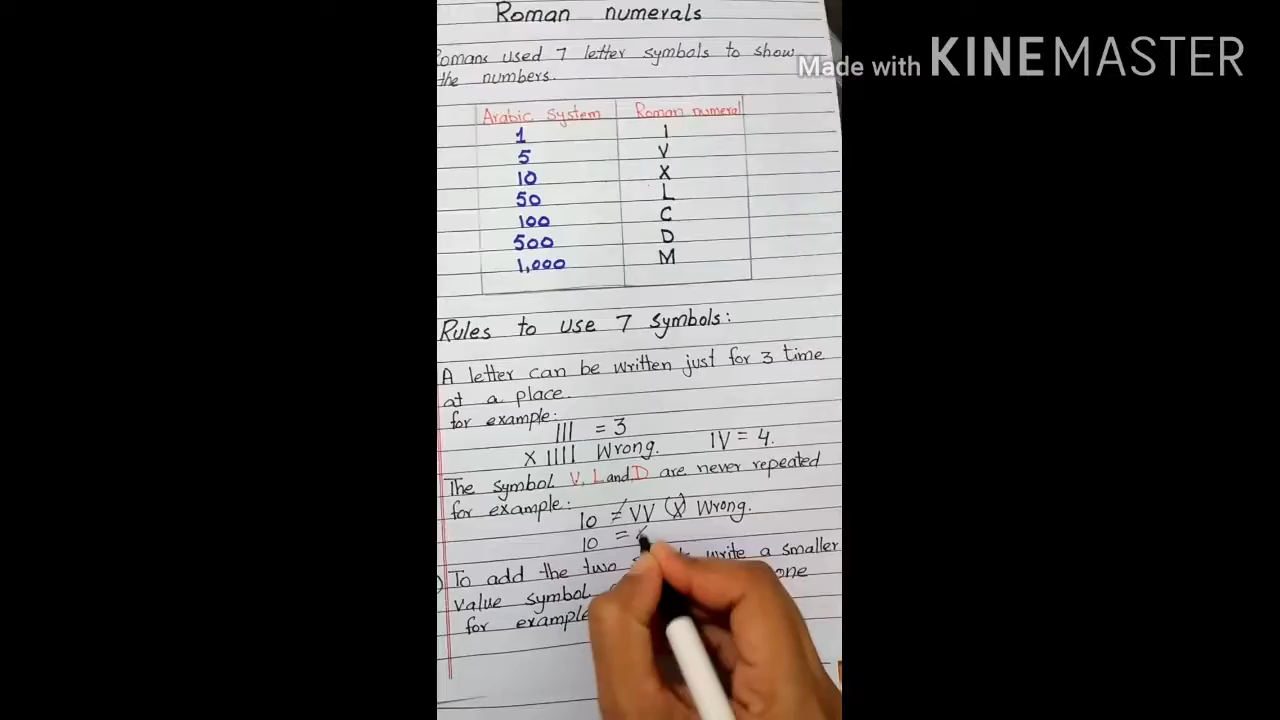 Roman numerals
Romans used 7 letter symbols to show
the numbers.
Made with KINEMASTER
Arabic System Roman numeral
1 I
5 V
10 X
50 L
100 C
500 D
1,000 M
Rules to use 7 symbols:
A letter can be written just for 3 time
at a place.
for example:
III = 3
X IIII Wrong. IV = 4.
The symbol V, L and, D are never repeated
for example:
10 ≠ VV (X) Wrong.
10 =
To add the two write a smaller
value symbol one
for example